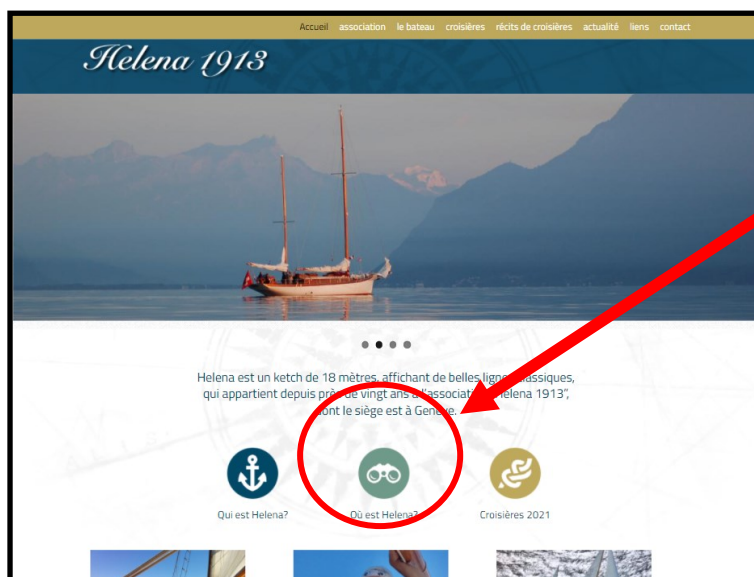 Accueil association le bateau croisières récits de croisières actualité liens contact
Helena 1913
Helena est un ketch de 18 mètres, affichant de belles lignes classiques,
qui appartient depuis près de vingt ans à l'association "Helena 1913",
dont le siège est à Genève.
Qui est Helena? Où est Helena? Croisières 2021